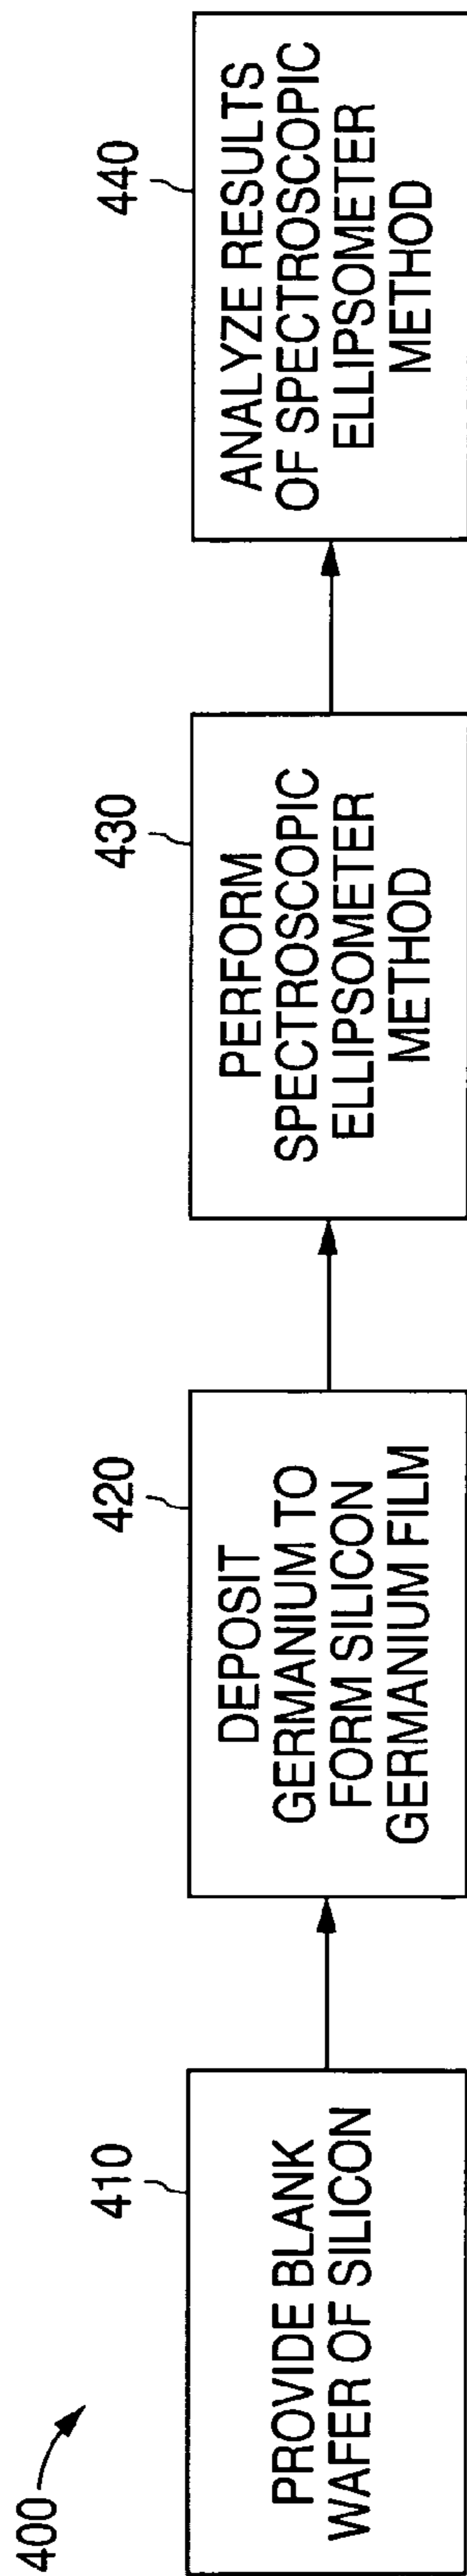 400
410
PROVIDE BLANK
WAFER OF SILICON
420
DEPOSIT
GERMANIUM TO
FORM SILICON
GERMANIUM FILM
430
PERFORM
SPECTROSCOPIC
ELLIPSOMETER
METHOD
440
ANALYZE RESULTS
OF SPECTROSCOPIC
ELLIPSOMETER
METHOD